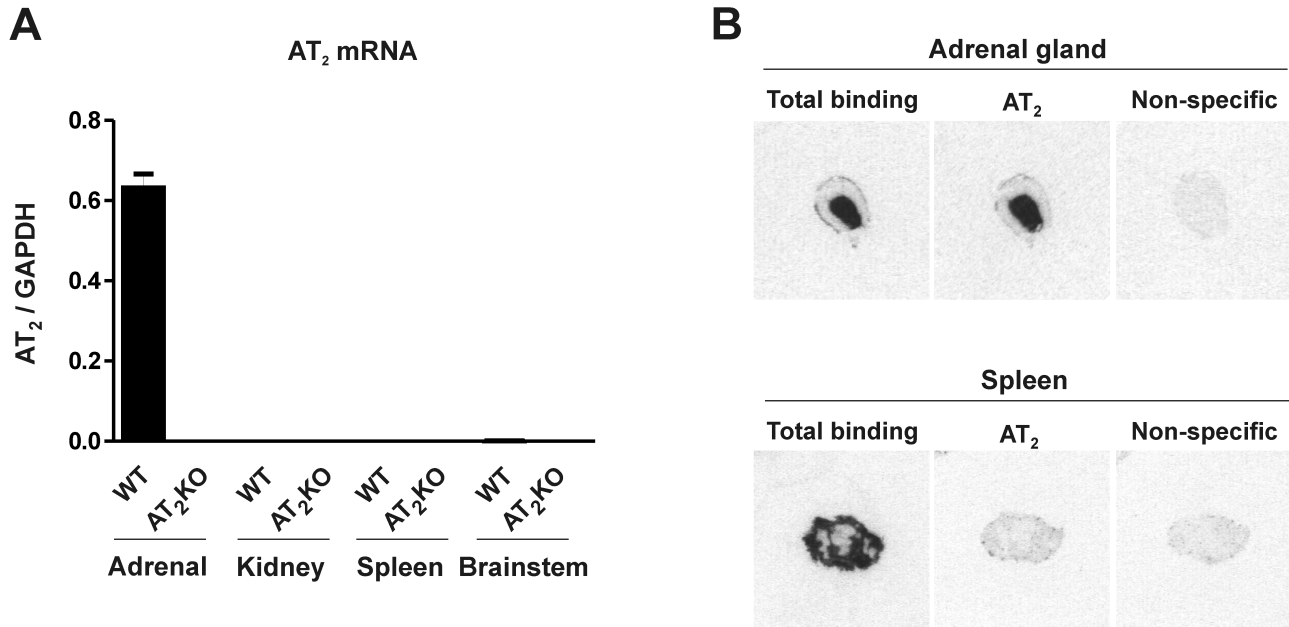 A
AT₂ mRNA
AT₂ / GAPDH
0.8
0.6
0.4
0.2
0.0
WT AT₂KO WT AT₂KO WT AT₂KO WT AT₂KO
Adrenal Kidney Spleen Brainstem
B
Adrenal gland
Total binding AT₂ Non-specific
Spleen
Total binding AT₂ Non-specific